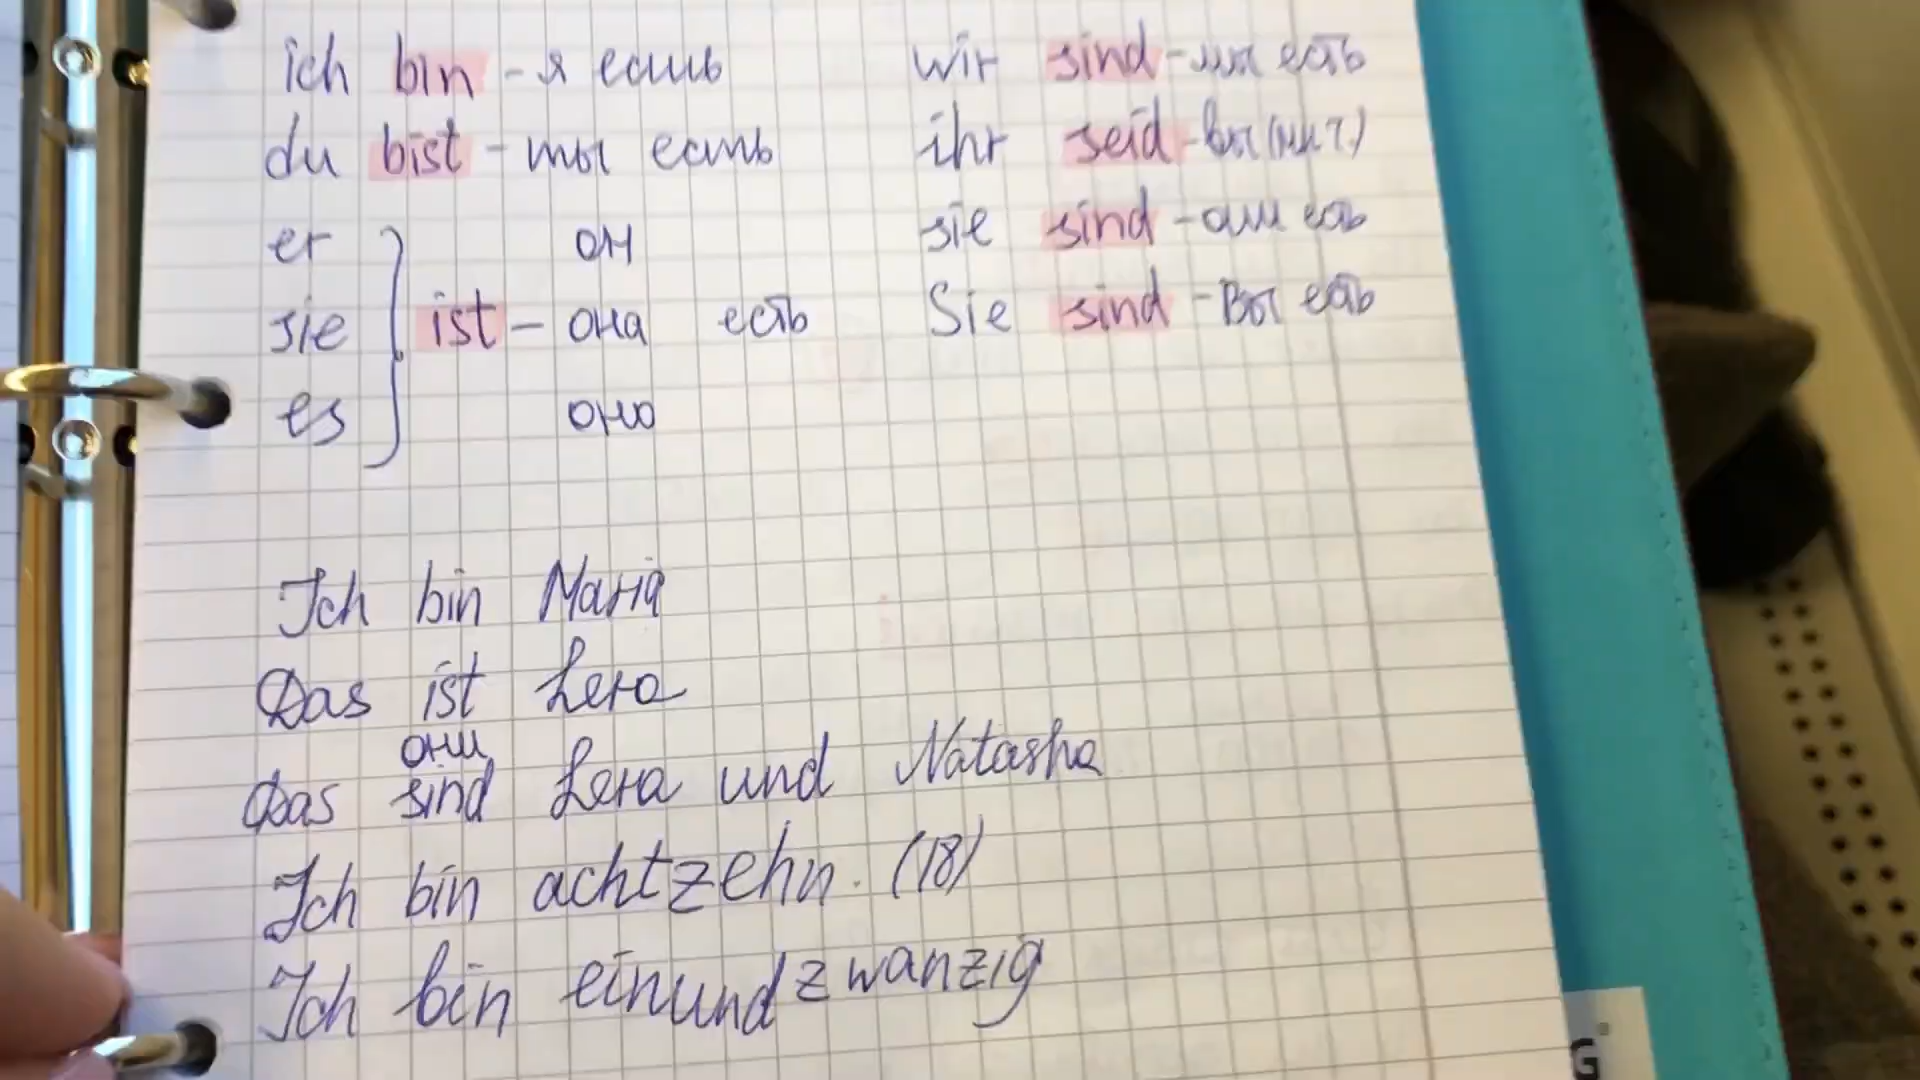 ich bin - я есть
du bist - ты есть
er он
sie ist - она есть
es оно
wir sind - мы есть
ihr seid - вы (мн.ч.)
sie sind - они есть
Sie sind - Вы есть
Ich bin Maria
Das ist Lera
они
Das sind Lera und Natasha
Ich bin achtzehn. (18)
Ich bin einundzwanzig
G